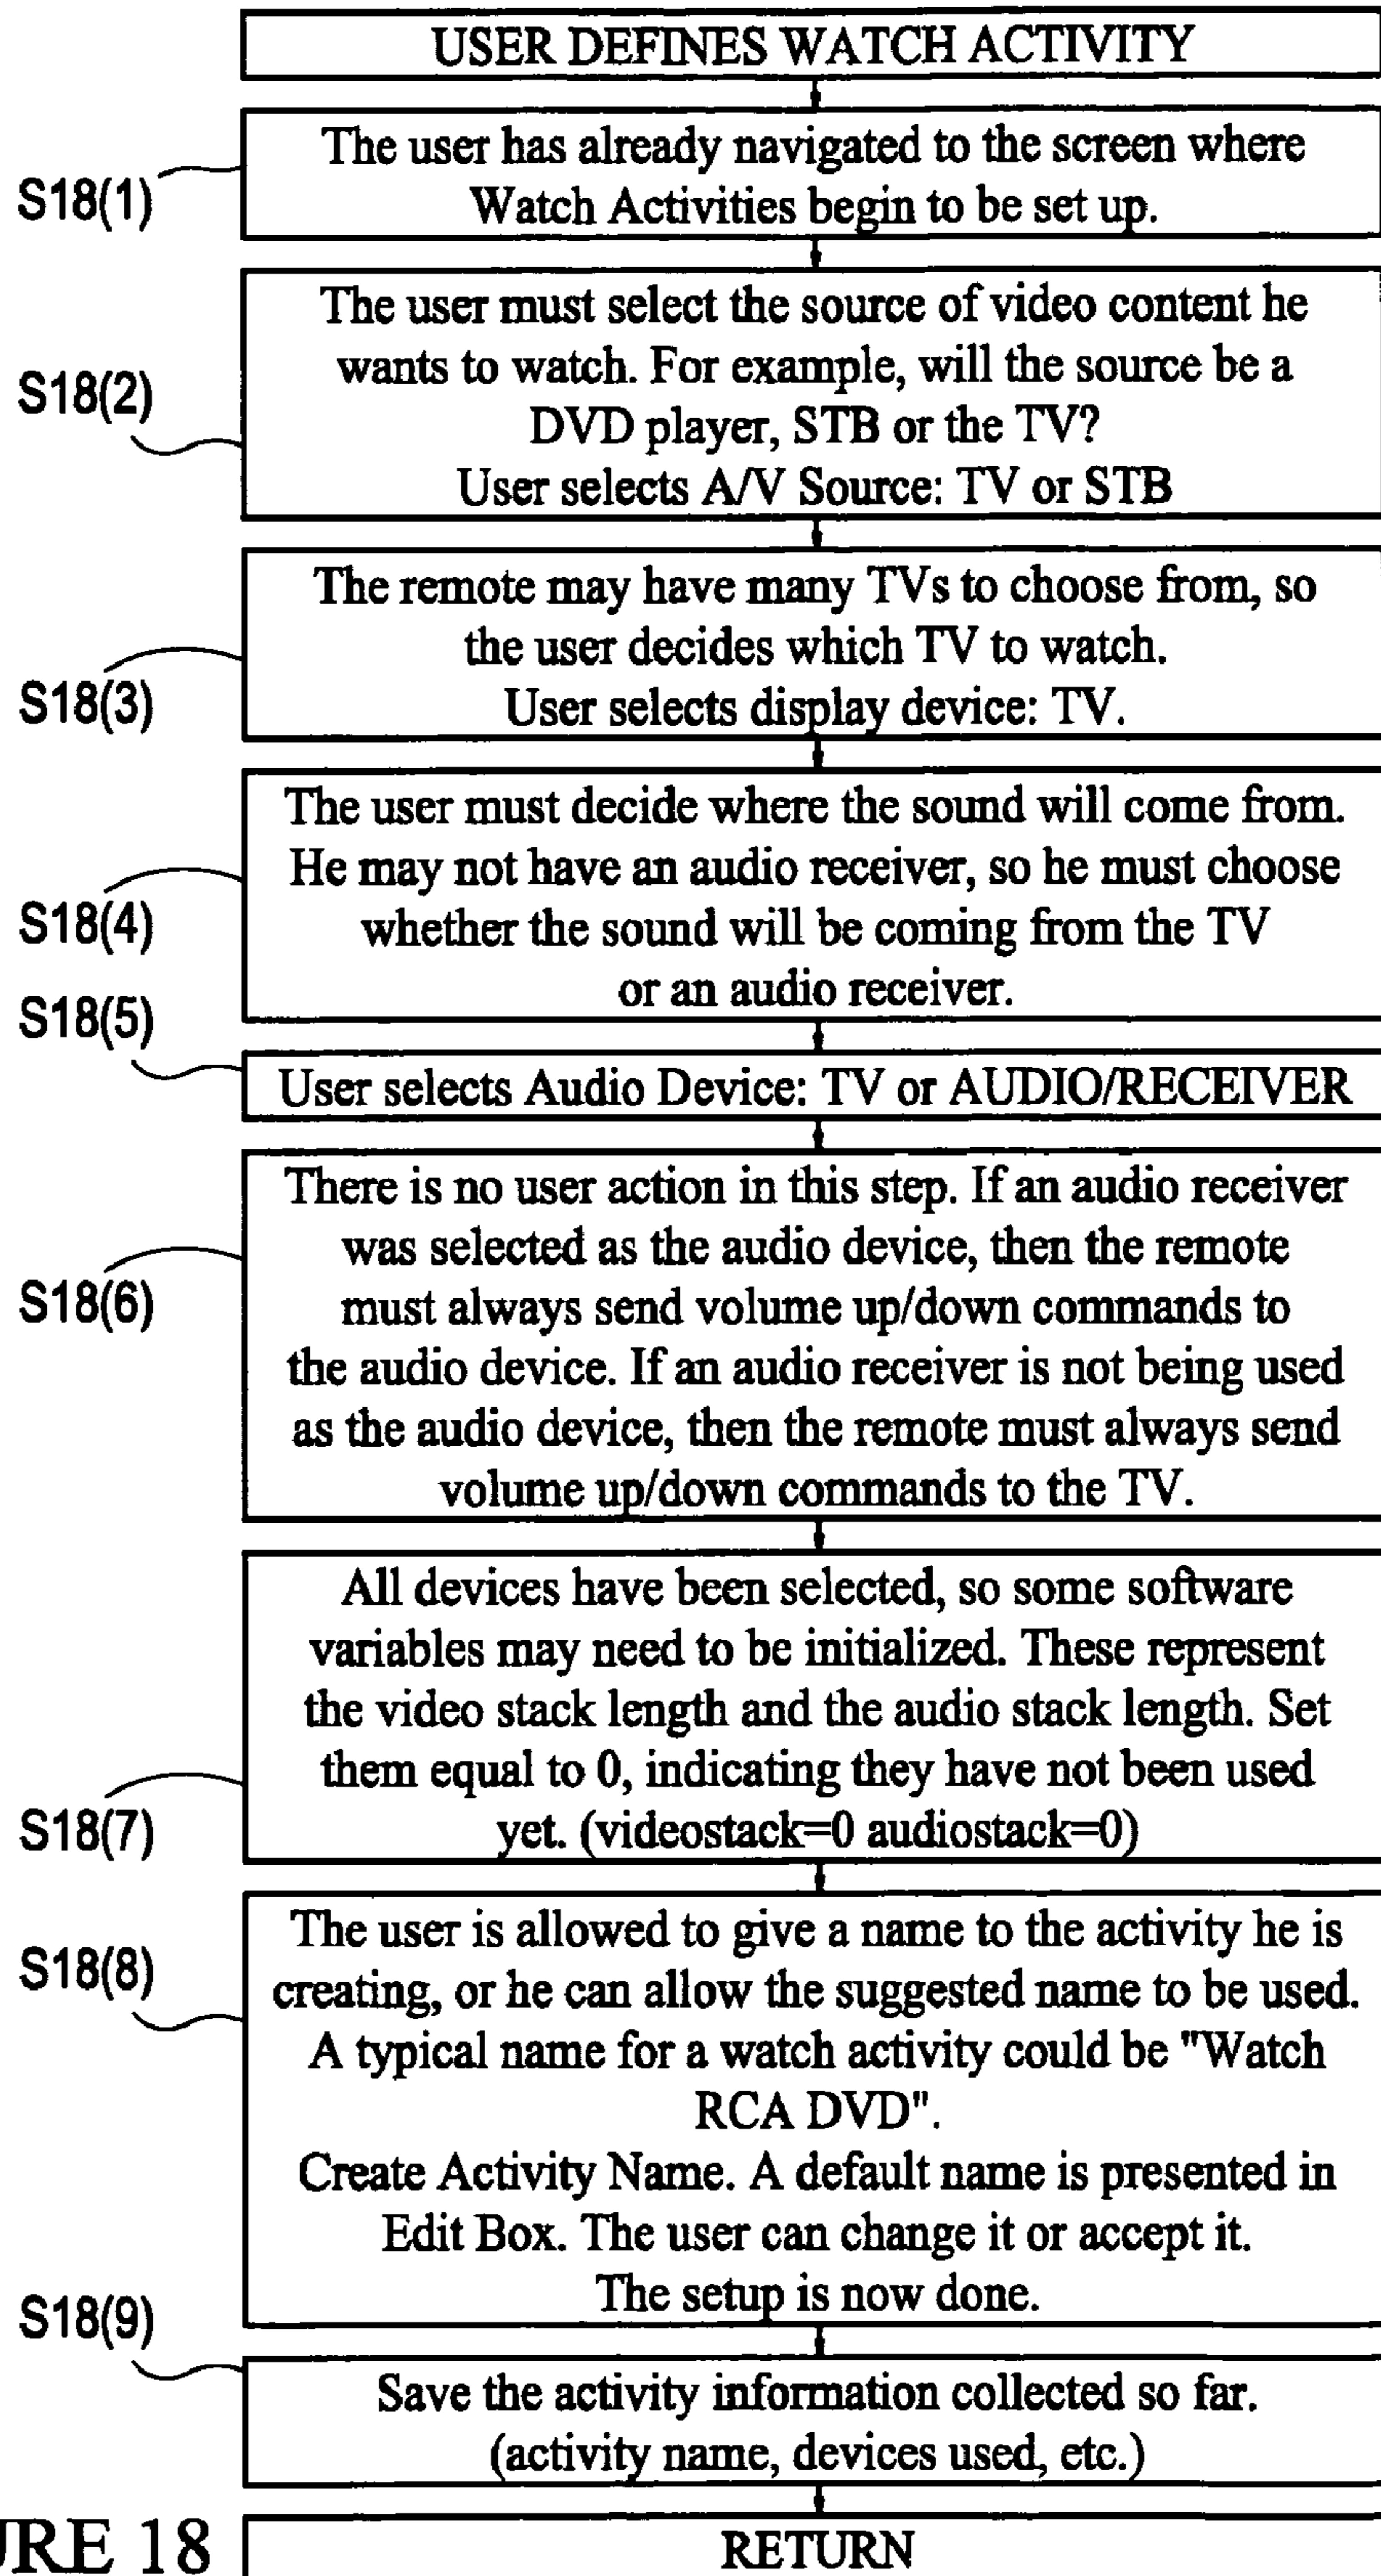 USER DEFINES WATCH ACTIVITY
S18(1)
The user has already navigated to the screen where
Watch Activities begin to be set up.
S18(2)
The user must select the source of video content he
wants to watch. For example, will the source be a
DVD player, STB or the TV?
User selects A/V Source: TV or STB
S18(3)
The remote may have many TVs to choose from, so
the user decides which TV to watch.
User selects display device: TV.
S18(4)
The user must decide where the sound will come from.
He may not have an audio receiver, so he must choose
whether the sound will be coming from the TV
or an audio receiver.
S18(5)
User selects Audio Device: TV or AUDIO/RECEIVER
S18(6)
There is no user action in this step. If an audio receiver
was selected as the audio device, then the remote
must always send volume up/down commands to
the audio device. If an audio receiver is not being used
as the audio device, then the remote must always send
volume up/down commands to the TV.
S18(7)
All devices have been selected, so some software
variables may need to be initialized. These represent
the video stack length and the audio stack length. Set
them equal to 0, indicating they have not been used
yet. (videostack=0 audiostack=0)
S18(8)
The user is allowed to give a name to the activity he is
creating, or he can allow the suggested name to be used.
A typical name for a watch activity could be "Watch
RCA DVD".
Create Activity Name. A default name is presented in
Edit Box. The user can change it or accept it.
The setup is now done.
S18(9)
Save the activity information collected so far.
(activity name, devices used, etc.)
RETURN
URE 18